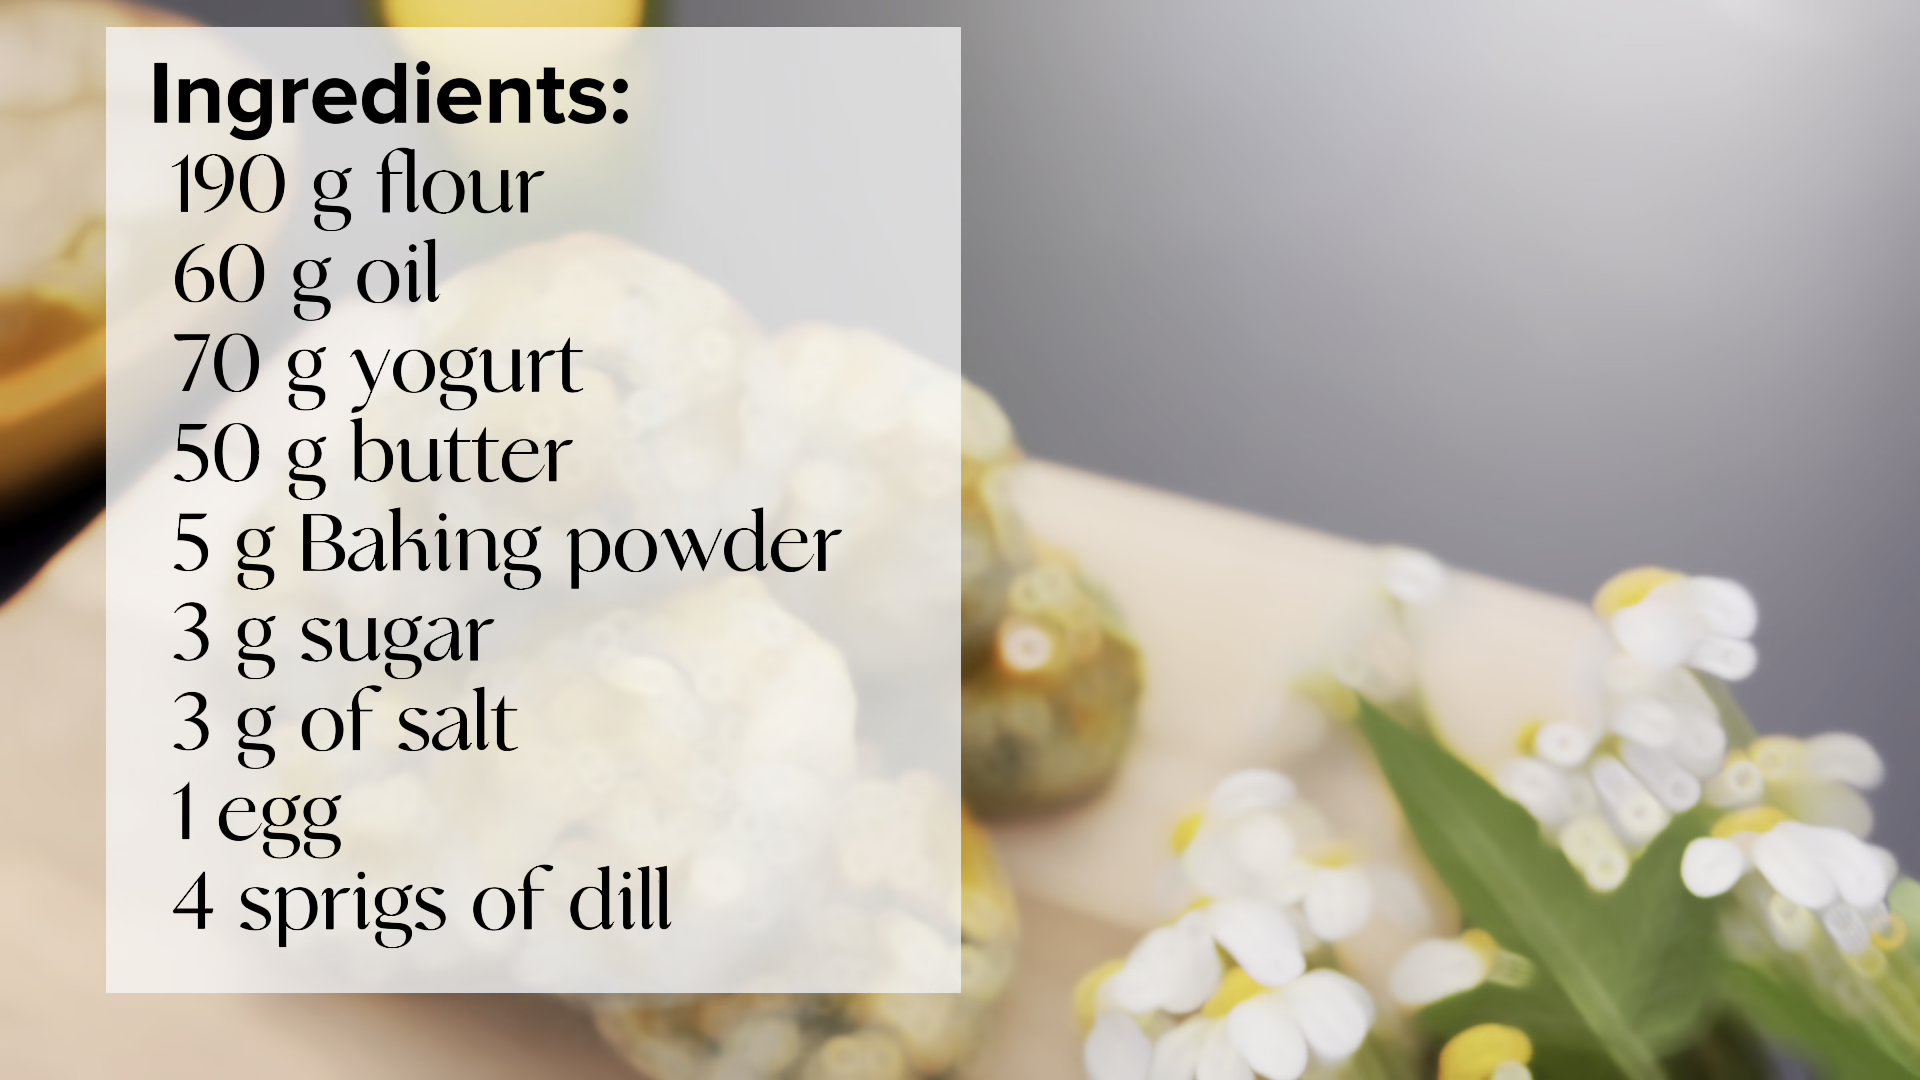 Ingredients:
190 g flour
60 g oil
70 g yogurt
50 g butter
5 g Baking powder
3 g sugar
3 g of salt
1 egg
4 sprigs of dill